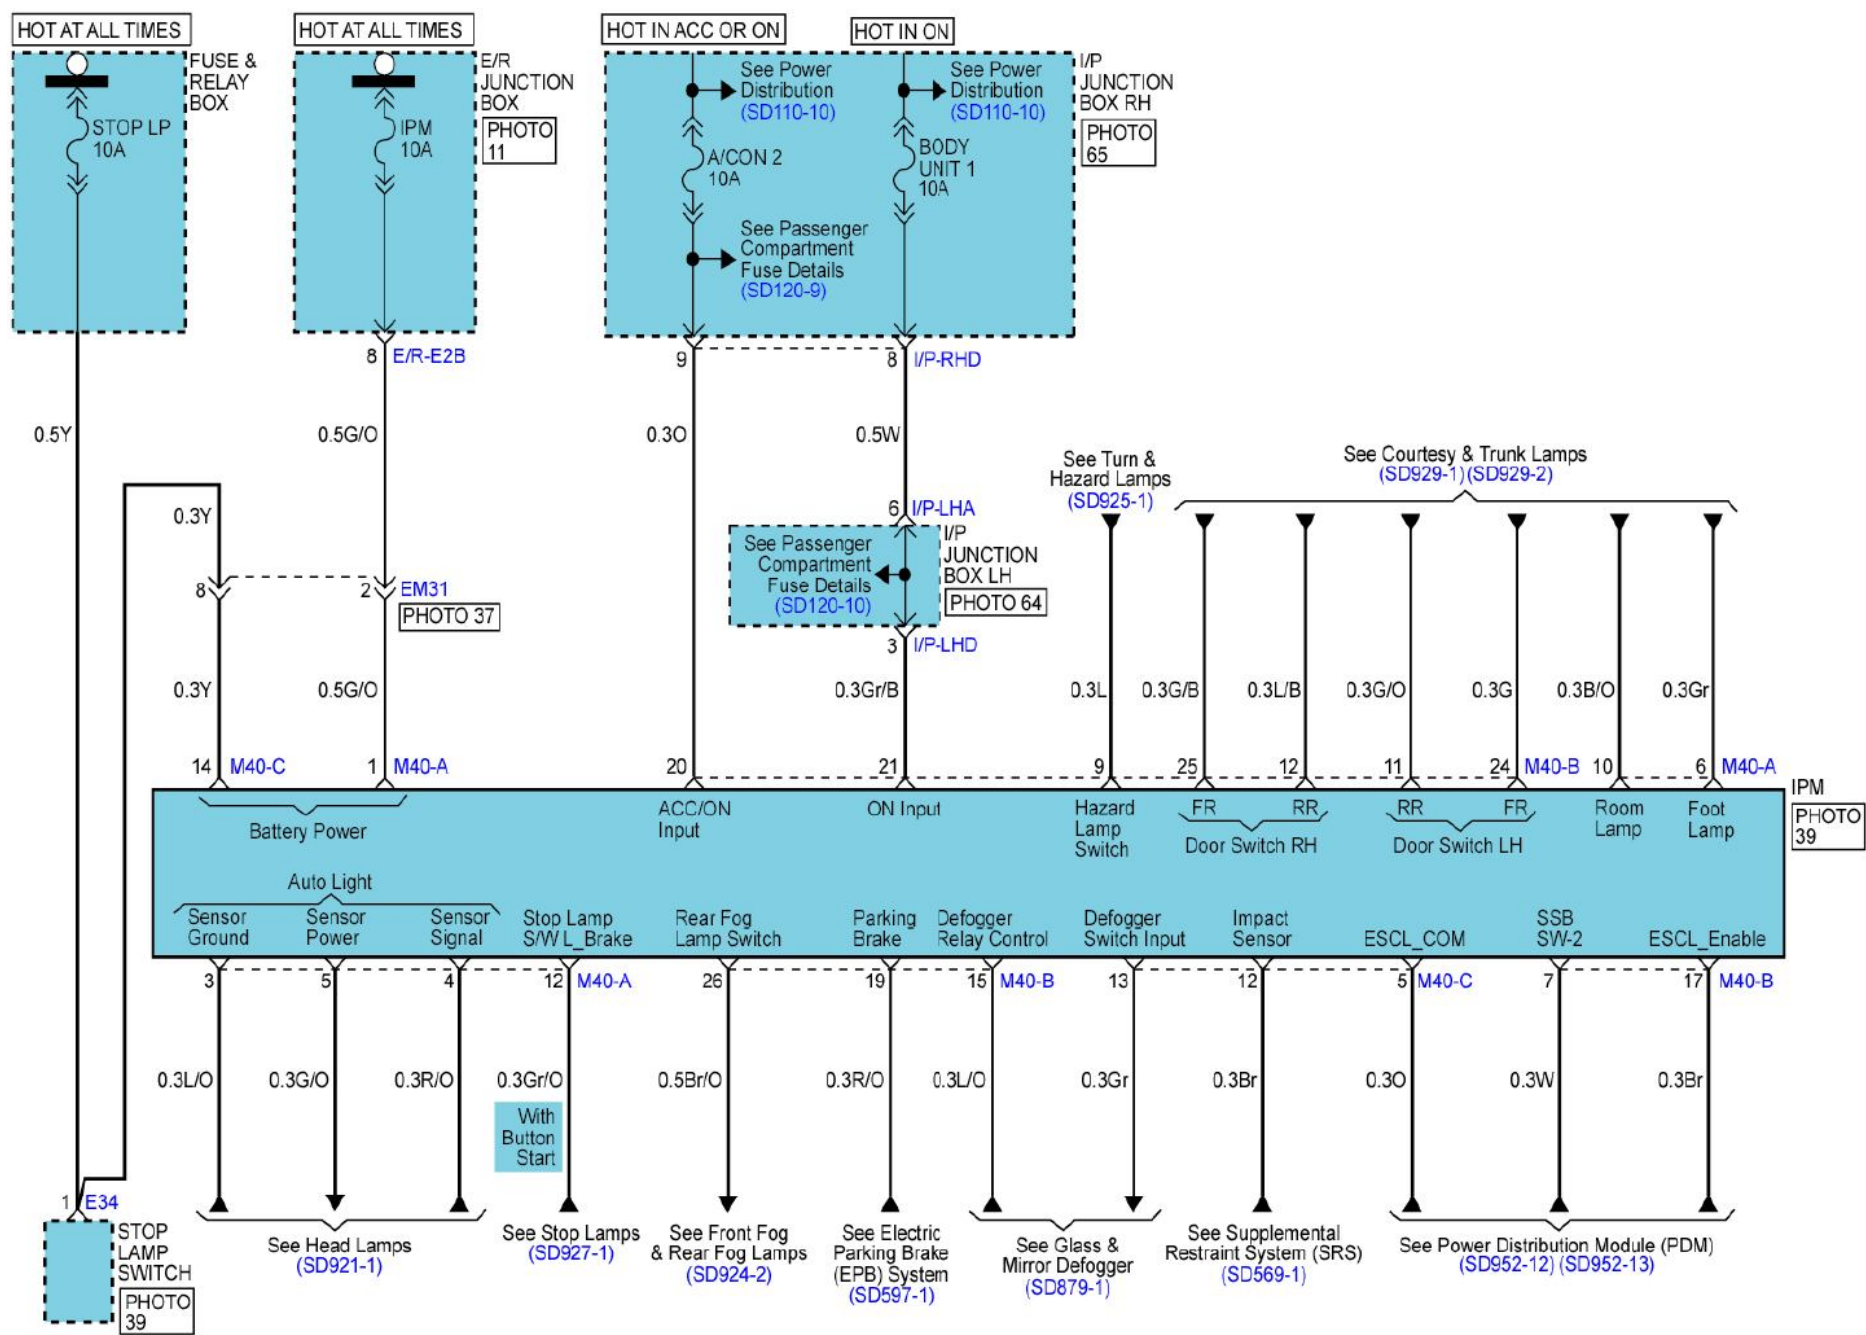 HOT AT ALL TIMES
HOT AT ALL TIMES
HOT IN ACC OR ON
HOT IN ON
FUSE &
RELAY
BOX
STOP LP
10A
E/R
JUNCTION
BOX
PHOTO
11
IPM
10A
See Power
Distribution
(SD110-10)
See Power
Distribution
(SD110-10)
I/P
JUNCTION
BOX RH
PHOTO
65
A/CON 2
10A
BODY
UNIT 1
10A
See Passenger
Compartment
Fuse Details
(SD120-9)
8 E/R-E2B
9
8 I/P-RHD
0.5Y
0.5G/O
0.3O
0.5W
See Turn &
Hazard Lamps
(SD925-1)
See Courtesy & Trunk Lamps
(SD929-1)(SD929-2)
0.3Y
6 I/P-LHA
See Passenger
Compartment
Fuse Details
(SD120-10)
I/P
JUNCTION
BOX LH
PHOTO 64
8
2 EM31
PHOTO 37
3 I/P-LHD
0.3Y
0.5G/O
0.3Gr/B
0.3L
0.3G/B
0.3L/B
0.3G/O
0.3G
0.3B/O
0.3Gr
14 M40-C
1 M40-A
20
21
9
25
12
11
24 M40-B
10
6 M40-A
IPM
PHOTO
39
Battery Power
ACC/ON
Input
ON Input
Hazard
Lamp
Switch
FR
RR
Door Switch RH
RR
FR
Door Switch LH
Room
Lamp
Foot
Lamp
Auto Light
Sensor
Ground
Sensor
Power
Sensor
Signal
Stop Lamp
S/W L_Brake
Rear Fog
Lamp Switch
Parking
Brake
Defogger
Relay Control
Defogger
Switch Input
Impact
Sensor
ESCL_COM
SSB
SW-2
ESCL_Enable
3
5
4
12 M40-A
26
19
15 M40-B
13
12
5 M40-C
7
17 M40-B
0.3L/O
0.3G/O
0.3R/O
0.3Gr/O
0.5Br/O
0.3R/O
0.3L/O
0.3Gr
0.3Br
0.3O
0.3W
0.3Br
With
Button
Start
1 E34
STOP
LAMP
SWITCH
PHOTO
39
See Head Lamps
(SD921-1)
See Stop Lamps
(SD927-1)
See Front Fog
& Rear Fog Lamps
(SD924-2)
See Electric
Parking Brake
(EPB) System
(SD597-1)
See Glass &
Mirror Defogger
(SD879-1)
See Supplemental
Restraint System (SRS)
(SD569-1)
See Power Distribution Module (PDM)
(SD952-12) (SD952-13)